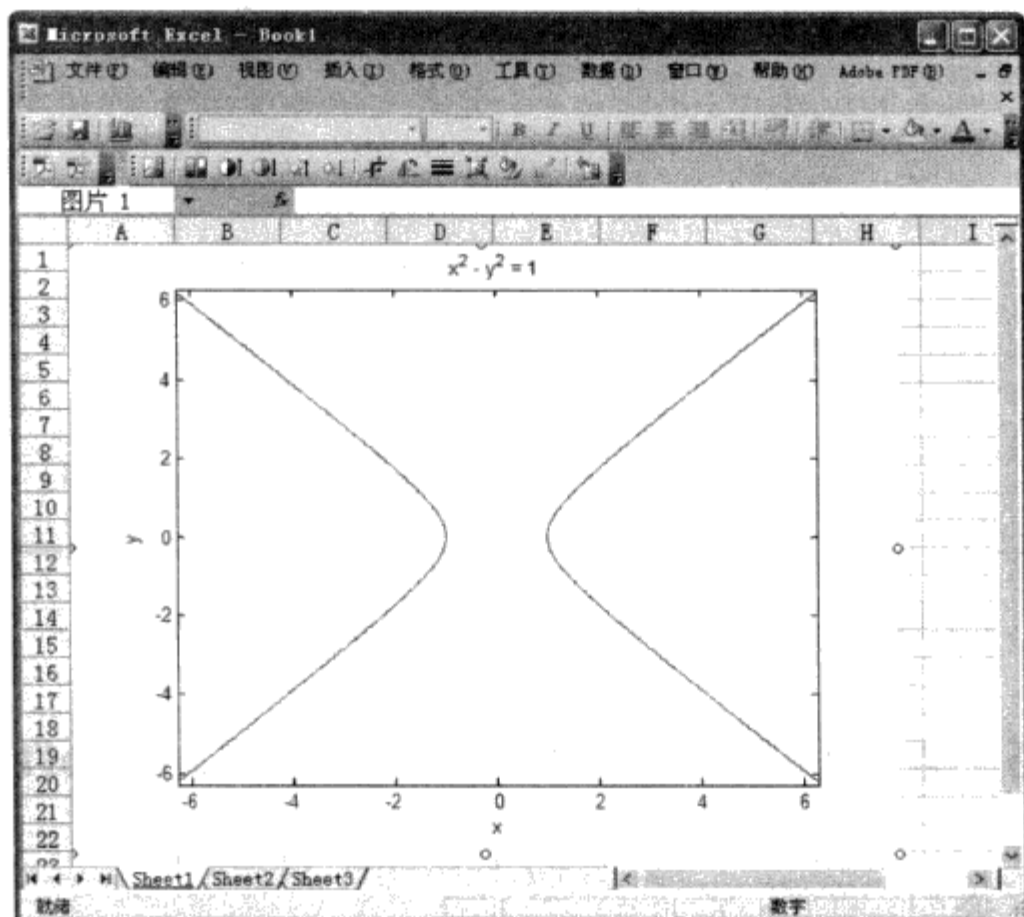 Microsoft Excel - Book1
文件(F) 编辑(E) 视图(V) 插入(I) 格式(O) 工具(T) 数据(D) 窗口(W) 帮助(H) Adobe PDF(B)
B I U A
图片 1 fx
A B C D E F G H I
1
2
3
4
5
6
7
8
9
10
11
12
13
14
15
16
17
18
19
20
21
22
23
x² - y² = 1
6
4
2
0
-2
-4
-6
y
-6 -4 -2 0 2 4 6
x
Sheet1 Sheet2 Sheet3
就绪 数字